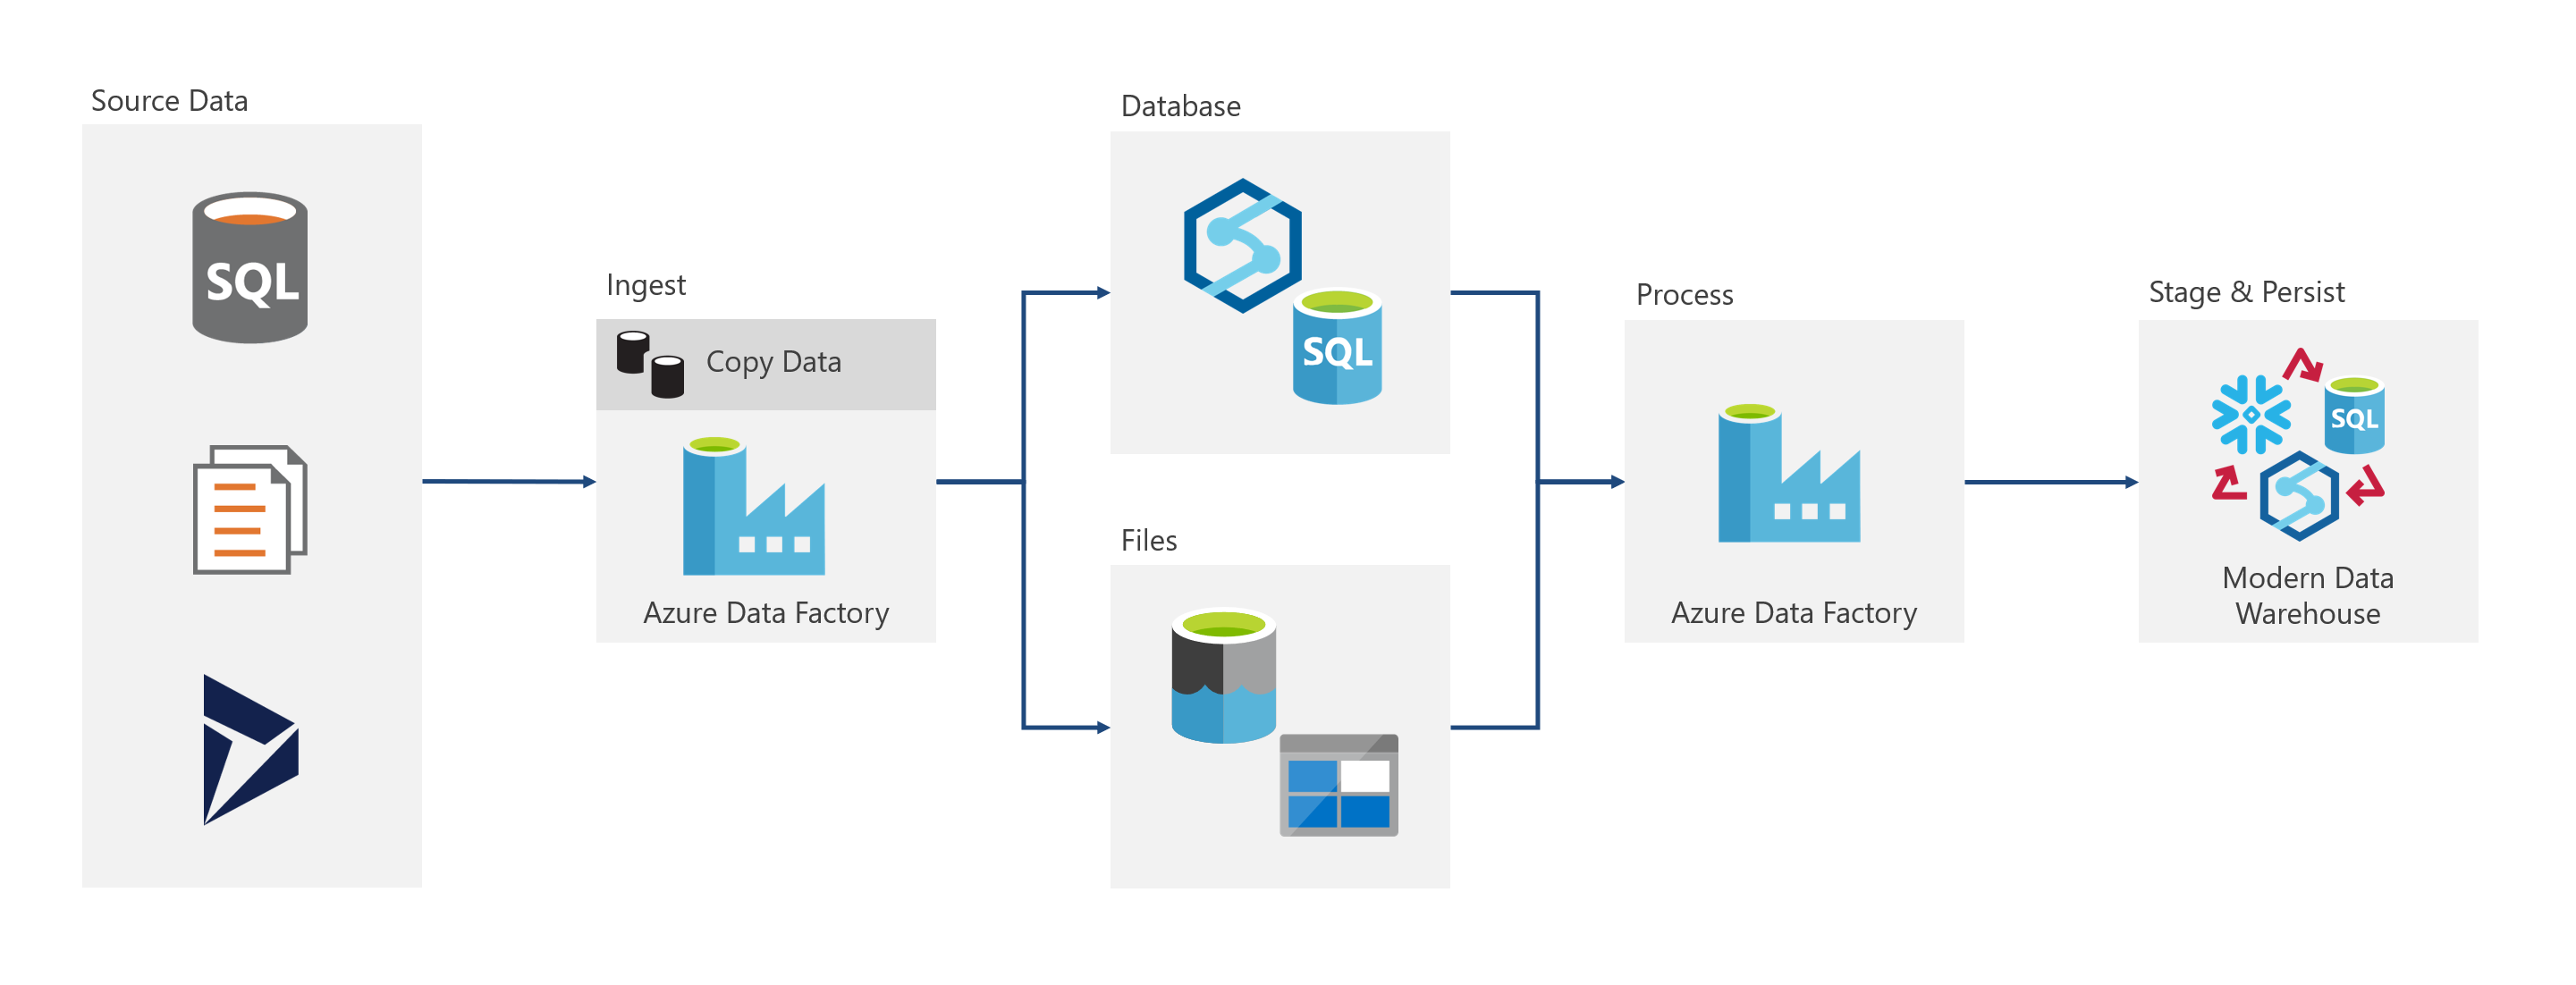 Source Data
SQL
Ingest
Copy Data
Azure Data Factory
Database
SQL
Files
Process
Azure Data Factory
Stage & Persist
SQL
Modern Data
Warehouse